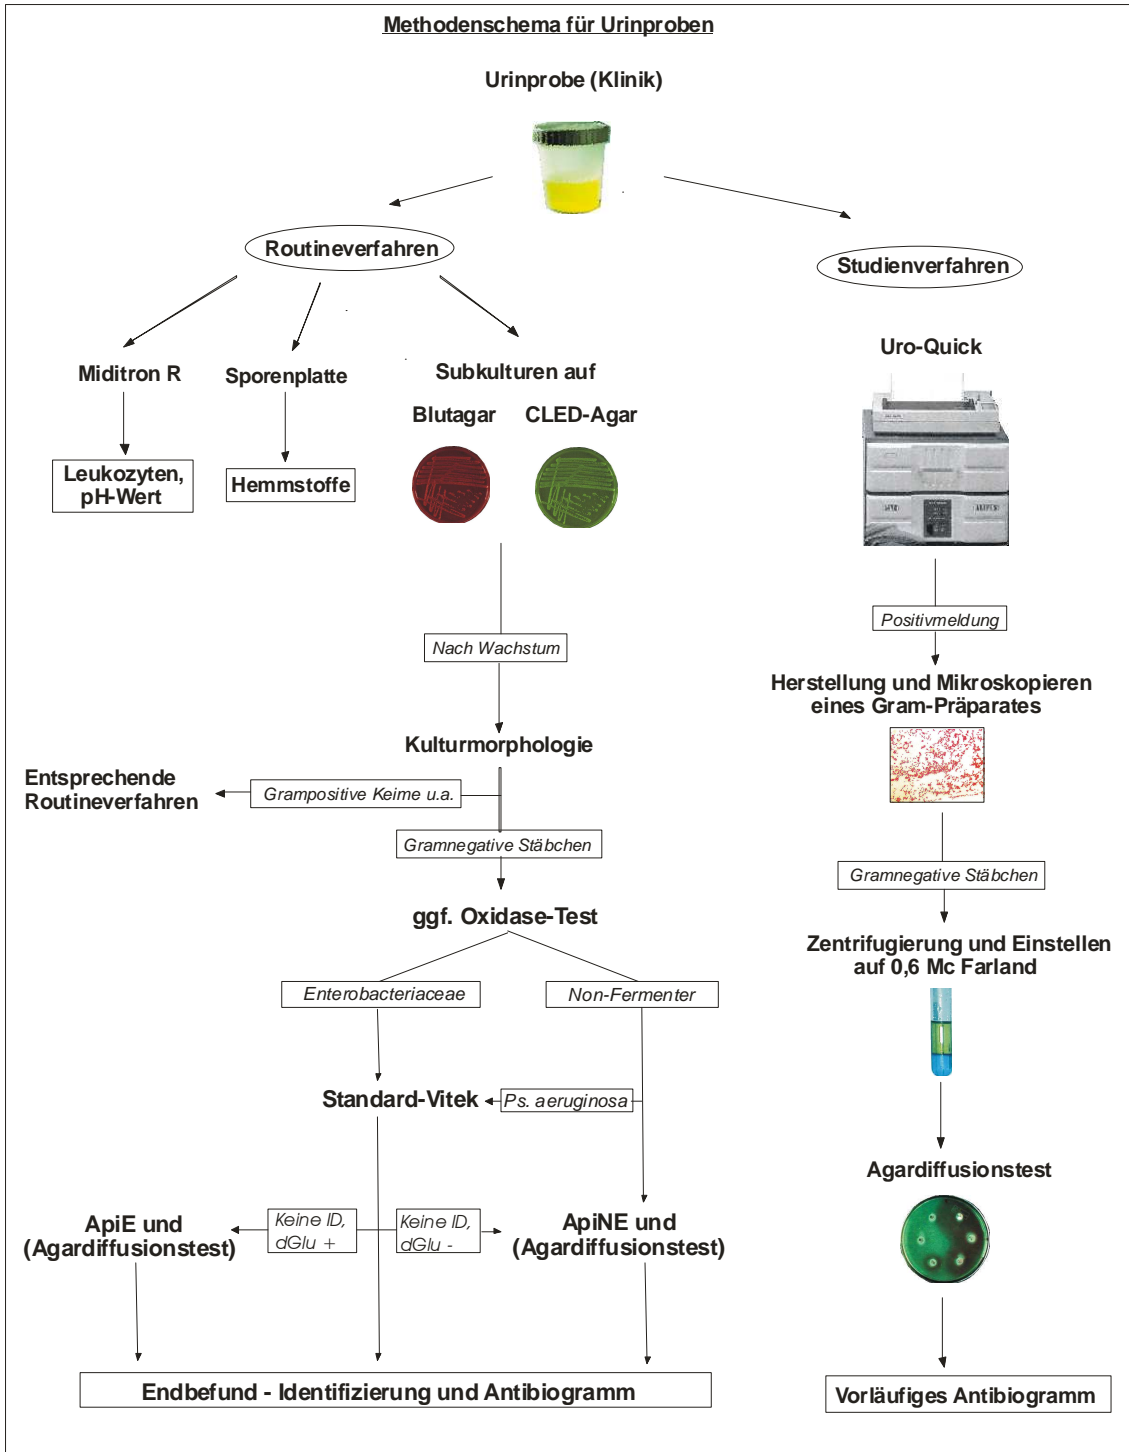 Methodenschema für Urinproben
Urinprobe (Klinik)
Routineverfahren
Studienverfahren
Miditron R
Sporenplatte
Subkulturen auf
Blutagar
CLED-Agar
Leukozyten,
pH-Wert
Hemmstoffe
Nach Wachstum
Kulturmorphologie
Entsprechende
Routineverfahren
Grampositive Keime u.a.
Gramnegative Stäbchen
ggf. Oxidase-Test
Enterobacteriaceae
Non-Fermenter
Standard-Vitek
Ps. aeruginosa
ApiE und
(Agardiffusionstest)
Keine ID,
dGlu +
Keine ID,
dGlu -
ApiNE und
(Agardiffusionstest)
Endbefund - Identifizierung und Antibiogramm
Uro-Quick
Positivmeldung
Herstellung und Mikroskopieren
eines Gram-Präparates
Gramnegative Stäbchen
Zentrifugierung und Einstellen
auf 0,6 Mc Farland
Agardiffusionstest
Vorläufiges Antibiogramm